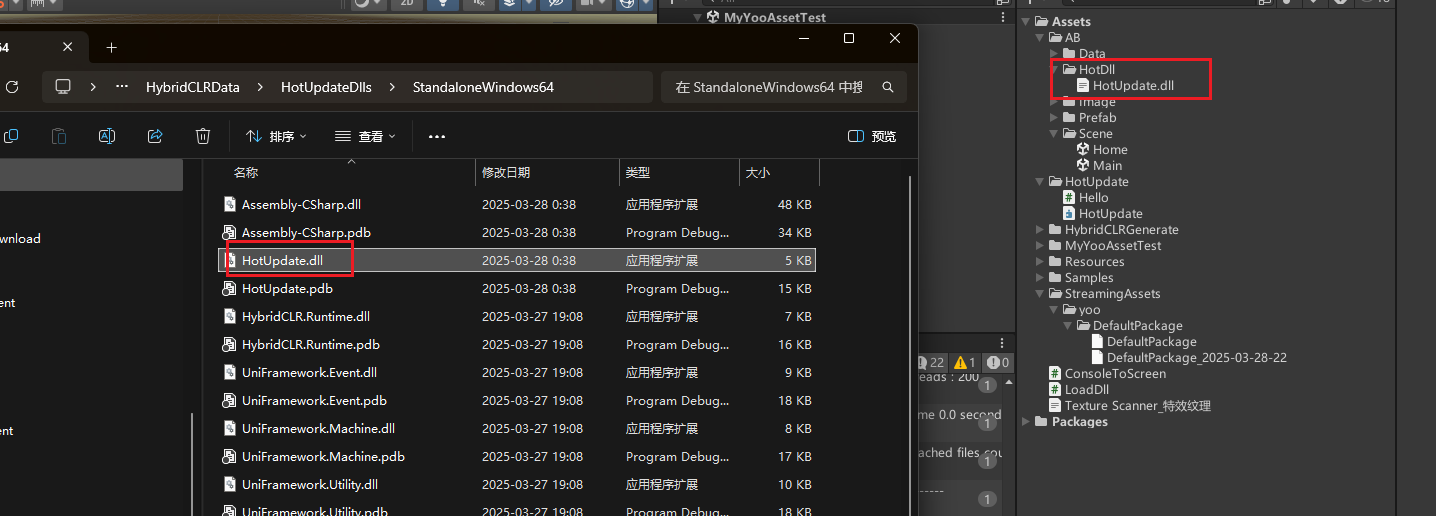 2D
All
MyYooAssetTest
64
HybridCLRData
HotUpdateDlls
StandaloneWindows64
在 StandaloneWindows64 中搜
排序
查看
预览
名称
修改日期
类型
大小
Assembly-CSharp.dll 2025-03-28 0:38 应用程序扩展 48 KB
Assembly-CSharp.pdb 2025-03-28 0:38 Program Debug... 34 KB
HotUpdate.dll 2025-03-28 0:38 应用程序扩展 5 KB
HotUpdate.pdb 2025-03-28 0:38 Program Debug... 15 KB
HybridCLR.Runtime.dll 2025-03-27 19:08 应用程序扩展 7 KB
HybridCLR.Runtime.pdb 2025-03-27 19:08 Program Debug... 16 KB
UniFramework.Event.dll 2025-03-27 19:08 应用程序扩展 9 KB
UniFramework.Event.pdb 2025-03-27 19:08 Program Debug... 18 KB
UniFramework.Machine.dll 2025-03-27 19:08 应用程序扩展 8 KB
UniFramework.Machine.pdb 2025-03-27 19:08 Program Debug... 17 KB
UniFramework.Utility.dll 2025-03-27 19:08 应用程序扩展 10 KB
UniFramework.Utility.pdb 2025-03-27 19:08 Program Debug... 18 KB
wnload
ent
ent
22 1 0
eads : 200
1
me 0.0 second
1
ached files cou
1
-----
1
Assets
AB
Data
HotDll
HotUpdate.dll
Image
Prefab
Scene
Home
Main
HotUpdate
Hello
HotUpdate
HybridCLRGenerate
MyYooAssetTest
Resources
Samples
StreamingAssets
yoo
DefaultPackage
DefaultPackage
DefaultPackage_2025-03-28-22
ConsoleToScreen
LoadDll
Texture Scanner_特效纹理
Packages